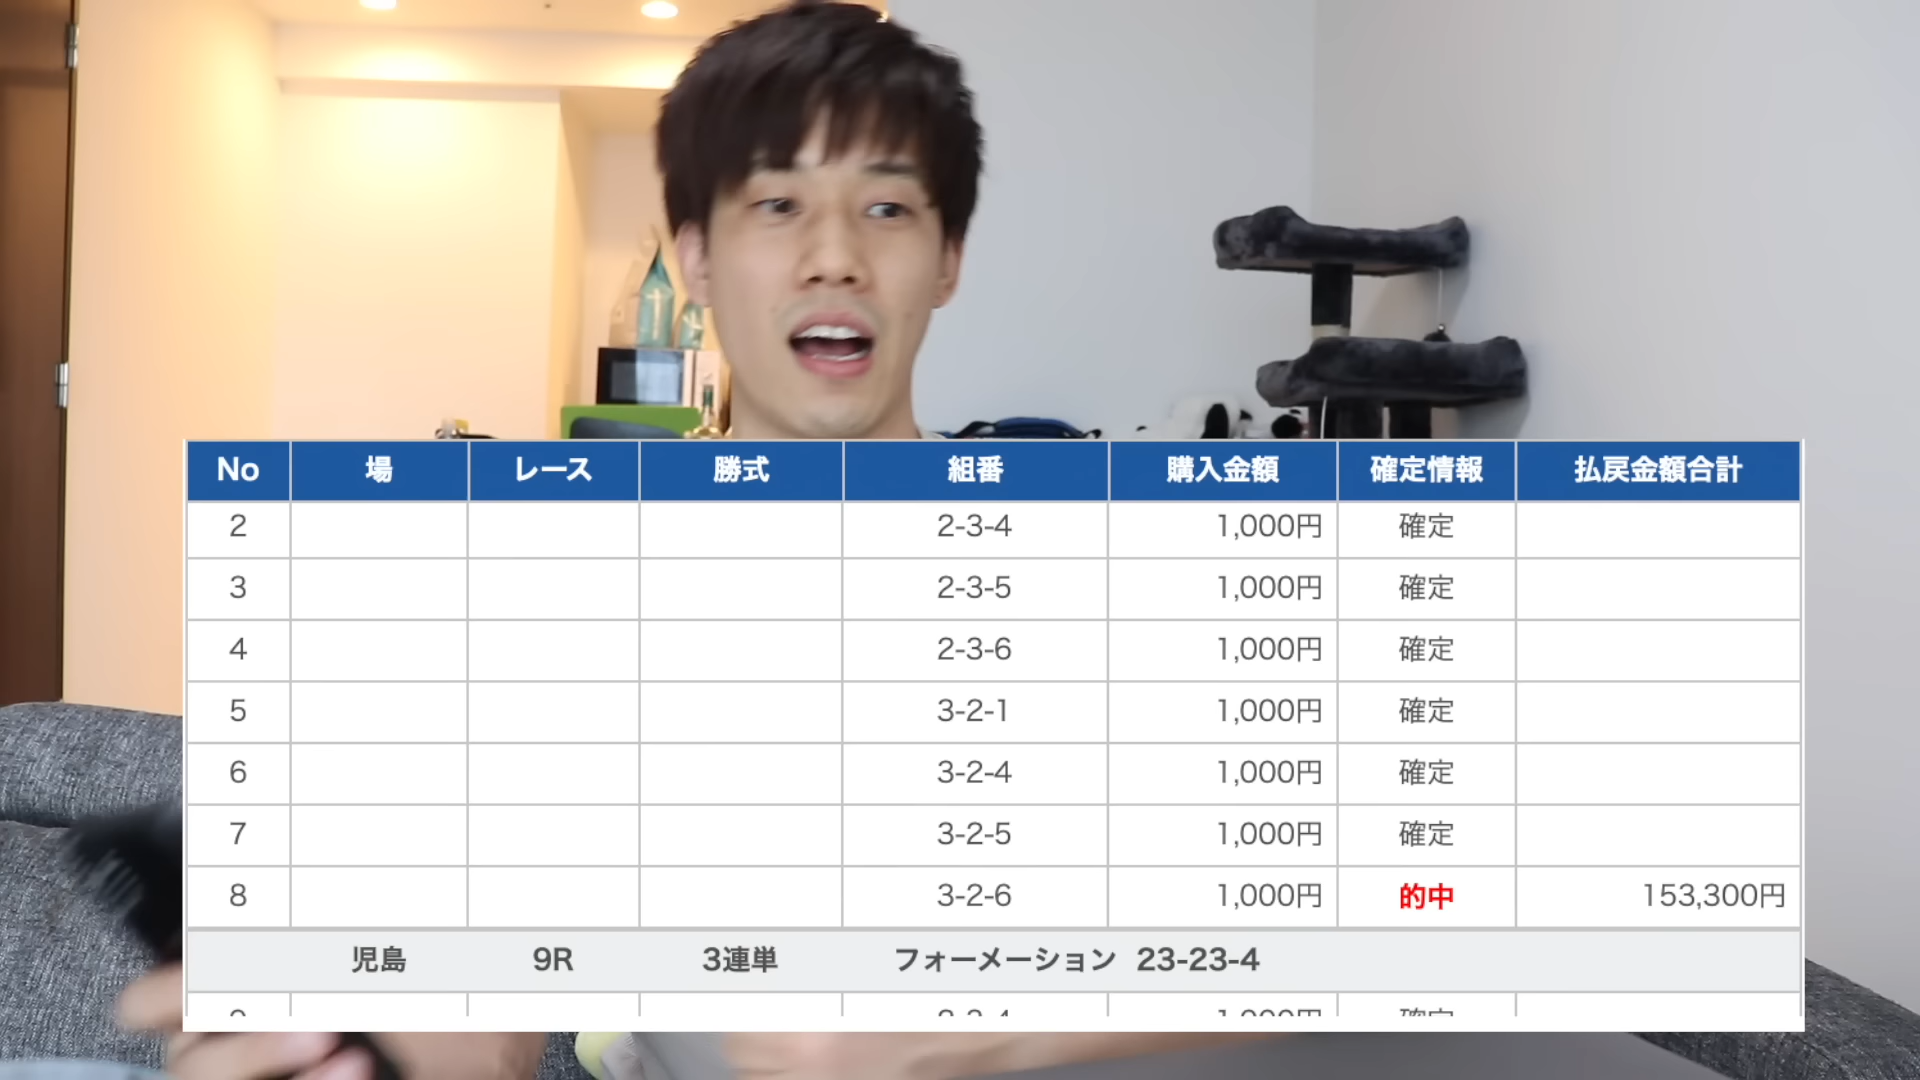 No 場 レース 勝式 組番 購入金額 確定情報 払戻金額合計
2 2-3-4 1,000円 確定
3 2-3-5 1,000円 確定
4 2-3-6 1,000円 確定
5 3-2-1 1,000円 確定
6 3-2-4 1,000円 確定
7 3-2-5 1,000円 確定
8 3-2-6 1,000円 的中 153,300円
児島 9R 3連単 フォーメーション 23-23-4